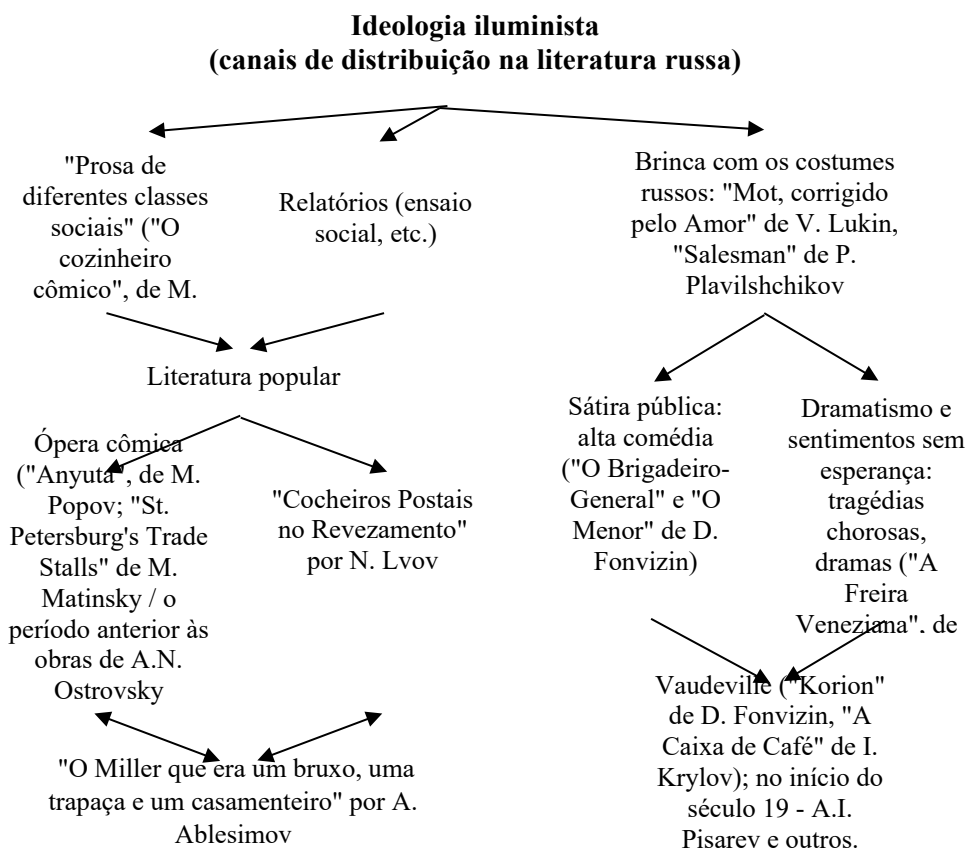 Ideologia iluminista
(canais de distribuição na literatura russa)
"Prosa de
diferentes classes
sociais" ("O
cozinheiro
cômico", de M.
Relatórios (ensaio
social, etc.)
Brinca com os costumes
russos: "Mot, corrigido
pelo Amor" de V. Lukin,
"Salesman" de P.
Plavilshchikov
Literatura popular
Ópera cômica
("Anyuta", de M.
Popov; "St.
Petersburg's Trade
Stalls" de M.
Matinsky / o
período anterior às
obras de A.N.
Ostrovsky
"Cocheiros Postais
no Revezamento"
por N. Lvov
Sátira pública:
alta comédia
("O Brigadeiro-
General" e "O
Menor" de D.
Fonvizin)
Dramatismo e
sentimentos sem
esperança:
tragédias
chorosas,
dramas ("A
Freira
Veneziana", de
"O Miller que era um bruxo, uma
trapaça e um casamenteiro" por A.
Ablesimov
Vaudeville ("Korion"
de D. Fonvizin, "A
Caixa de Café" de I.
Krylov); no início do
século 19 - A.I.
Pisarev e outros.